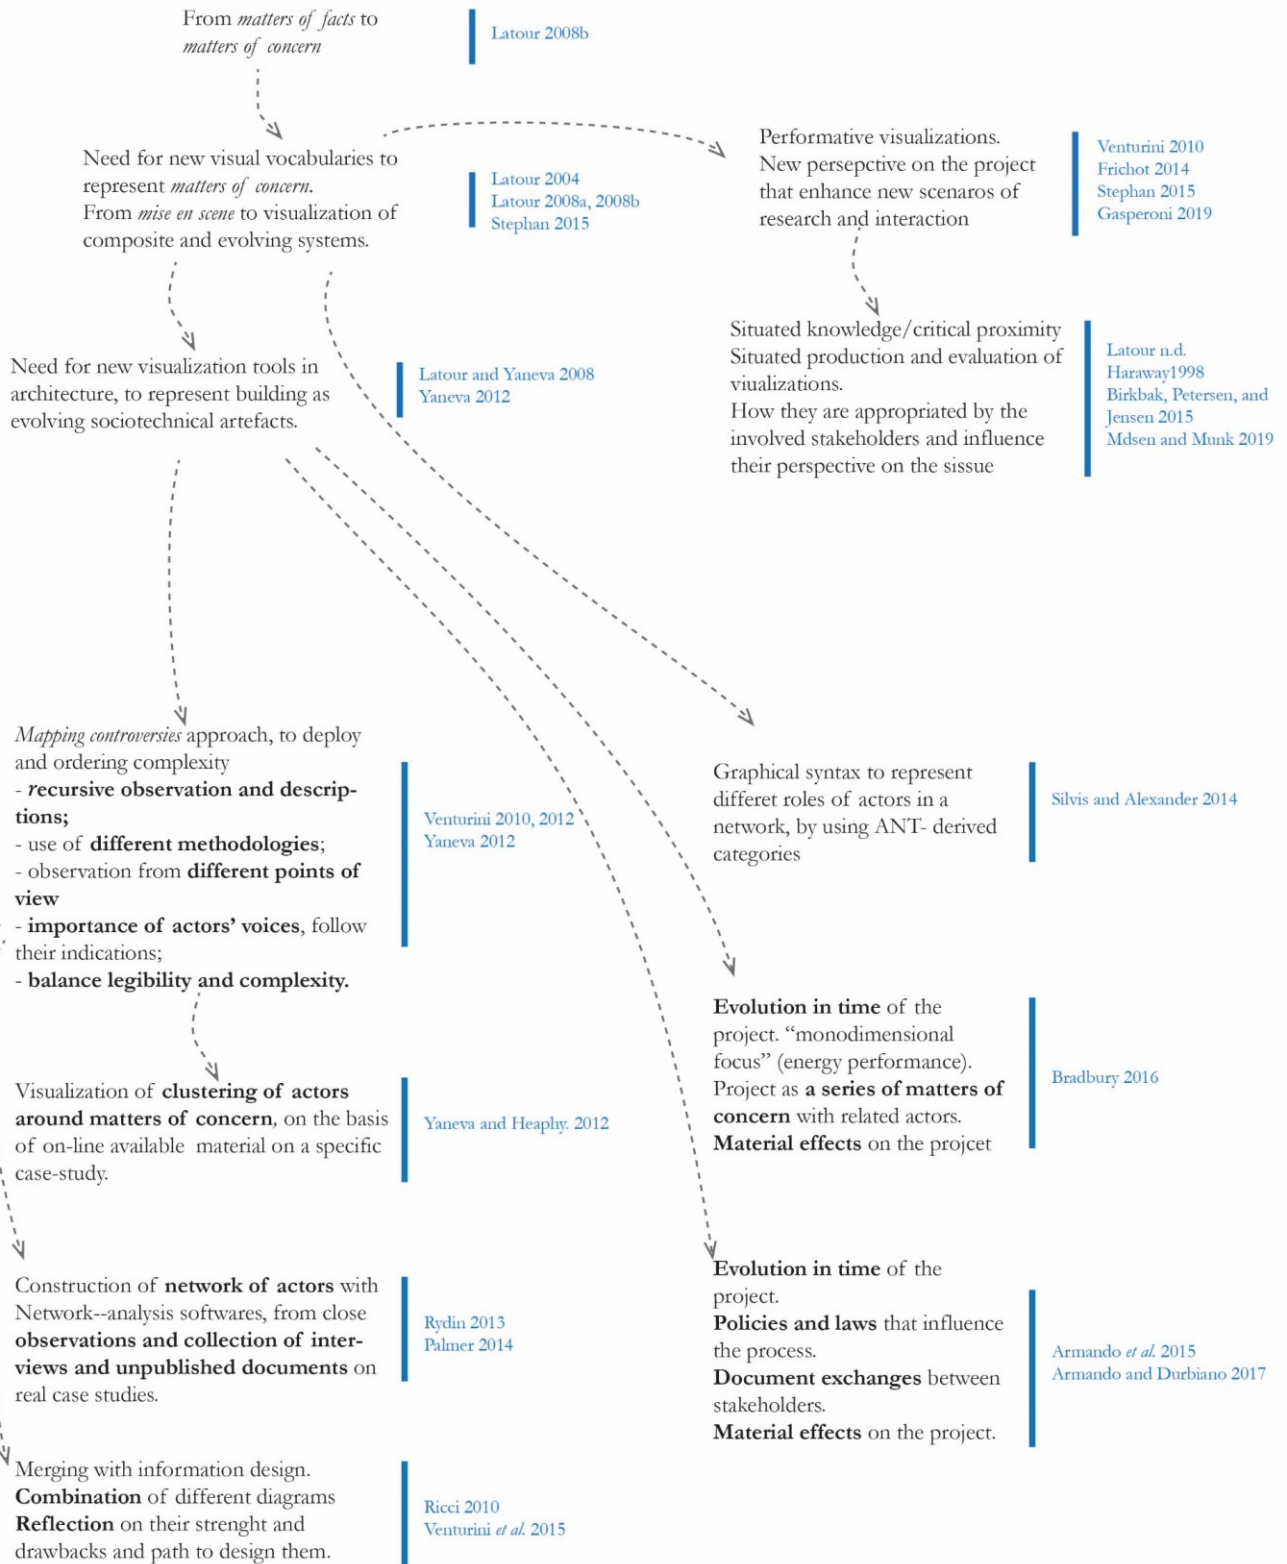 From matters of facts to
matters of concern
Latour 2008b
Need for new visual vocabularies to
represent matters of concern.
From mise en scene to visualization of
composite and evolving systems.
Latour 2004
Latour 2008a, 2008b
Stephan 2015
Performative visualizations.
New persepctive on the project
that enhance new scenaros of
research and interaction
Venturini 2010
Frichot 2014
Stephan 2015
Gasperoni 2019
Situated knowledge/critical proximity
Situated production and evaluation of
viualizations.
How they are appropriated by the
involved stakeholders and influence
their perspective on the sissue
Latour n.d.
Haraway1998
Birkbak, Petersen, and
Jensen 2015
Mdsen and Munk 2019
Need for new visualization tools in
architecture, to represent building as
evolving sociotechnical artefacts.
Latour and Yaneva 2008
Yaneva 2012
Mapping controversies approach, to deploy
and ordering complexity
- recursive observation and descrip-
tions;
- use of different methodologies;
- observation from different points of
view
- importance of actors’ voices, follow
their indications;
- balance legibility and complexity.
Venturini 2010, 2012
Yaneva 2012
Graphical syntax to represent
differet roles of actors in a
network, by using ANT- derived
categories
Silvis and Alexander 2014
Visualization of clustering of actors
around matters of concern, on the basis
of on-line available material on a specific
case-study.
Yaneva and Heaphy. 2012
Evolution in time of the
project. “monodimensional
focus” (energy performance).
Project as a series of matters of
concern with related actors.
Material effects on the projcet
Bradbury 2016
Construction of network of actors with
Network--analysis softwares, from close
observations and collection of inter-
views and unpublished documents on
real case studies.
Rydin 2013
Palmer 2014
Evolution in time of the
project.
Policies and laws that influence
the process.
Document exchanges between
stakeholders.
Material effects on the project.
Armando et al. 2015
Armando and Durbiano 2017
Merging with information design.
Combination of different diagrams
Reflection on their strenght and
drawbacks and path to design them.
Ricci 2010
Venturini et al. 2015